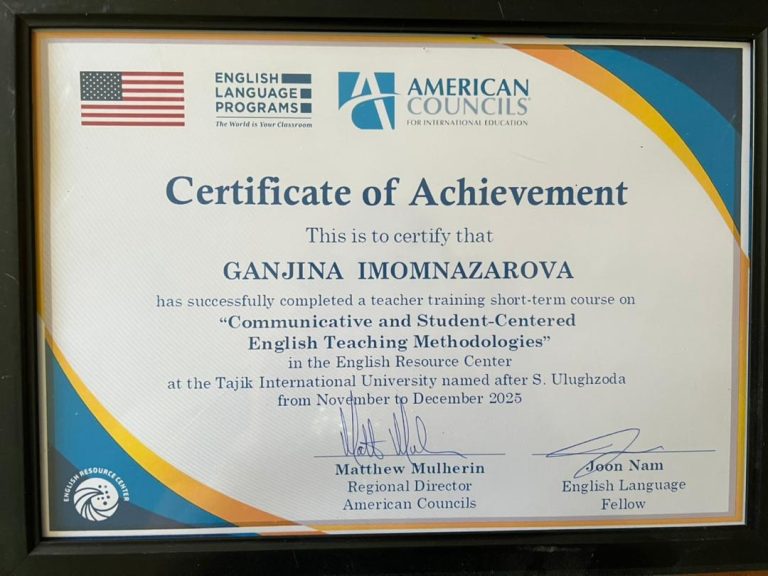 ENGLISH
LANGUAGE
PROGRAMS
The World is Your Classroom
AMERICAN
COUNCILS
FOR INTERNATIONAL EDUCATION
Certificate of Achievement
This is to certify that
GANJINA IMOMNAZAROVA
has successfully completed a teacher training short-term course on
“Communicative and Student-Centered
English Teaching Methodologies”
in the English Resource Center
at the Tajik International University named after S. Ulughzoda
from November to December 2025
Matthew Mulherin
Regional Director
American Councils
Joon Nam
English Language
Fellow
ENGLISH RESOURCE CENTER